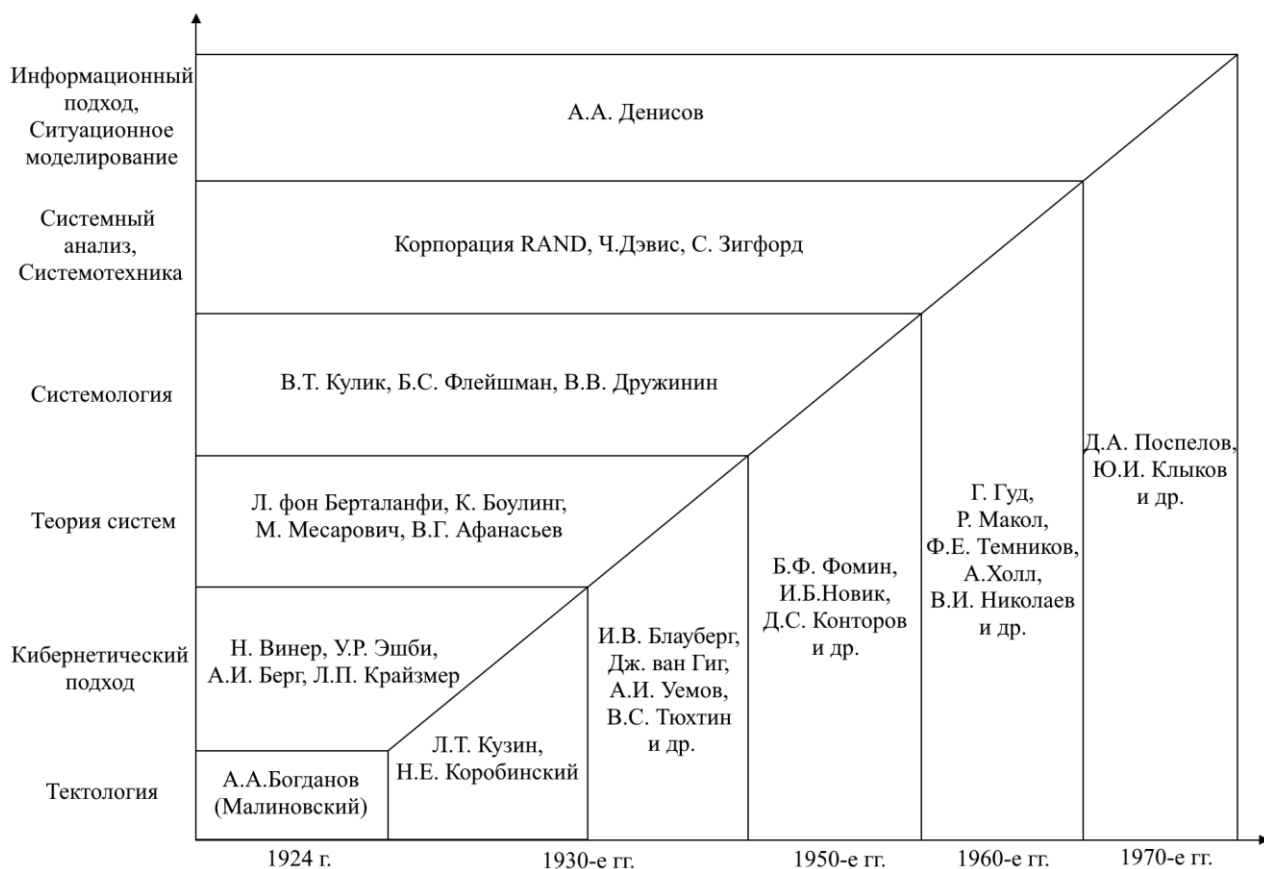 Информационный
подход,
Ситуационное
моделирование
А.А. Денисов
Системный
анализ,
Системотехника
Корпорация RAND, Ч.Дэвис, С. Зигфорд
Системология
В.Т. Кулик, Б.С. Флейшман, В.В. Дружинин
Теория систем
Л. фон Берталанфи, К. Боулинг,
М. Месарович, В.Г. Афанасьев
Кибернетический
подход
Н. Винер, У.Р. Эшби,
А.И. Берг, Л.П. Крайзмер
Тектология
А.А.Богданов
(Малиновский)
Л.Т. Кузин,
Н.Е. Коробинский
И.В. Блауберг,
Дж. ван Гиг,
А.И. Уемов,
В.С. Тюхтин
и др.
Б.Ф. Фомин,
И.Б.Новик,
Д.С. Конторов
и др.
Г. Гуд,
Р. Макол,
Ф.Е. Темников,
А.Холл,
В.И. Николаев
и др.
Д.А. Поспелов,
Ю.И. Клыков
и др.
1924 г.
1930-е гг.
1950-е гг.
1960-е гг.
1970-е гг.